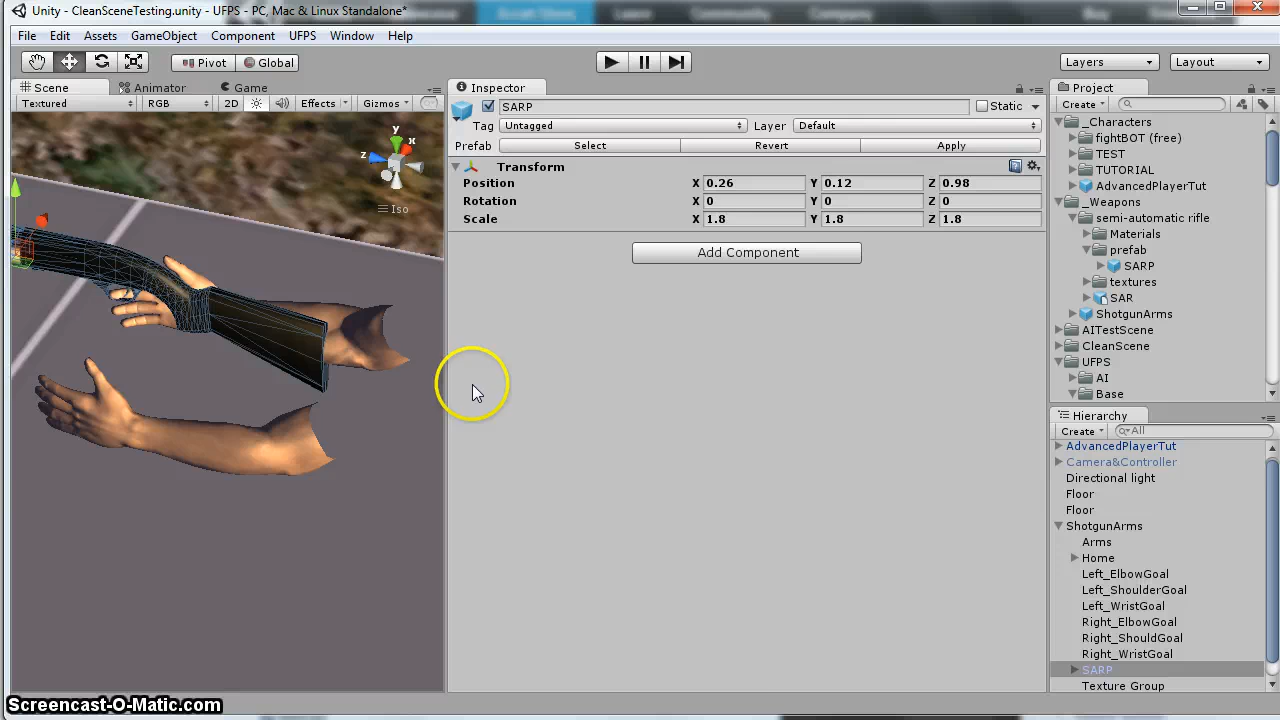 Unity - CleanSceneTesting.unity - UFPS - PC, Mac & Linux Standalone*
File Edit Assets GameObject Component UFPS Window Help
Pivot Global Layers Layout
Scene Animator Game
Textured RGB 2D Effects Gizmos
y
x
z
Iso
Inspector
SARP Static
Tag Untagged Layer Default
Prefab Select Revert Apply
Transform
Position X 0.26 Y 0.12 Z 0.98
Rotation X 0 Y 0 Z 0
Scale X 1.8 Y 1.8 Z 1.8
Add Component
Project
Create
_Characters
fightBOT (free)
TEST
TUTORIAL
AdvancedPlayerTut
_Weapons
semi-automatic rifle
Materials
prefab
SARP
textures
SAR
ShotgunArms
AITestScene
CleanScene
UFPS
AI
Base
Hierarchy
Create All
AdvancedPlayerTut
Camera&Controller
Directional light
Floor
Floor
ShotgunArms
Arms
Home
Left_ElbowGoal
Left_ShoulderGoal
Left_WristGoal
Right_ElbowGoal
Right_ShouldGoal
Right_WristGoal
SARP
Texture Group
Screencast-O-Matic.com